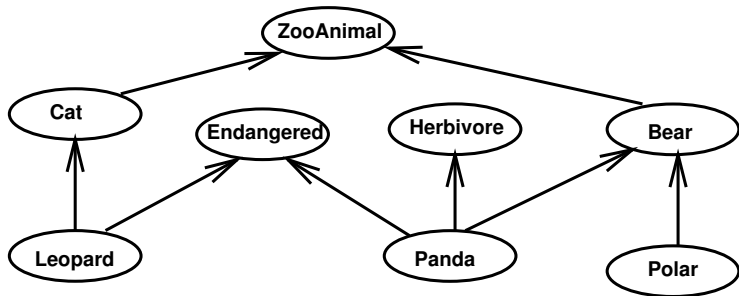 ZooAnimal
Cat
Endangered
Herbivore
Bear
Leopard
Panda
Polar